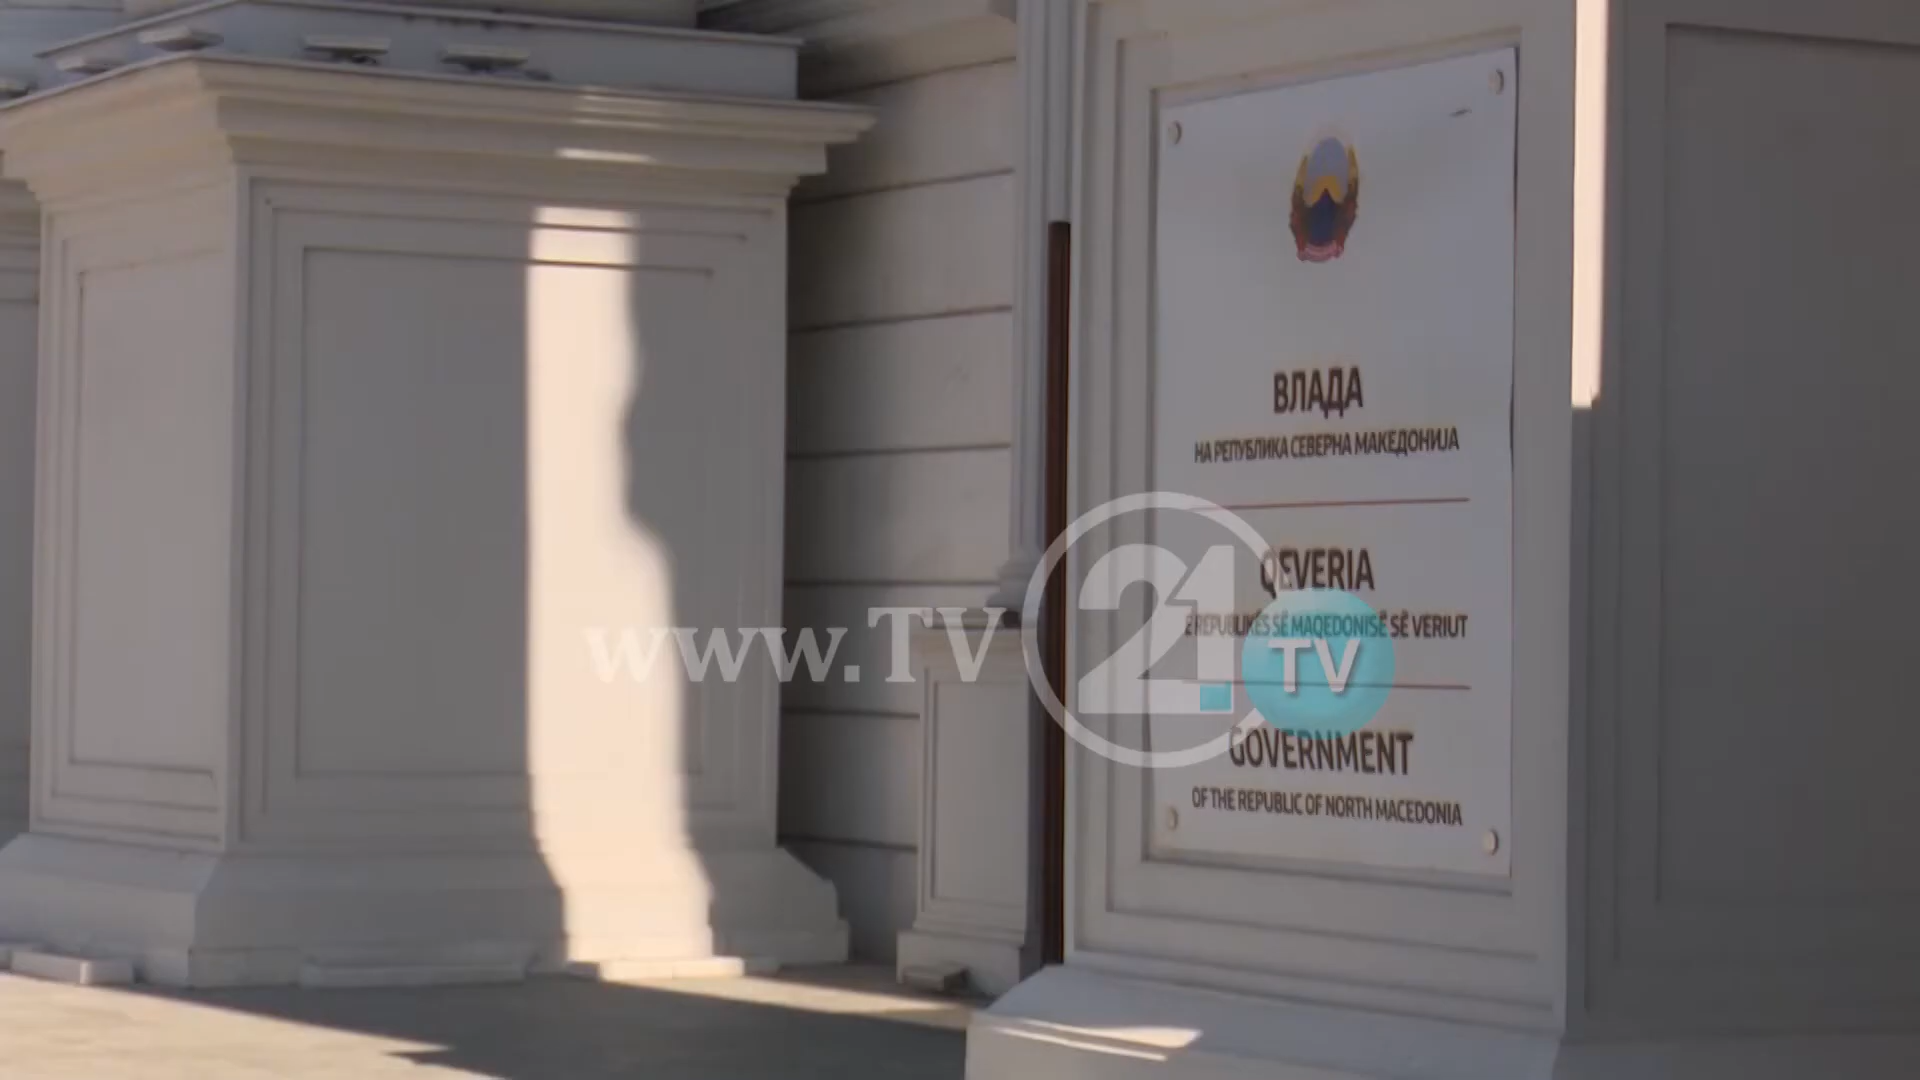 ВЛАДА
НА РЕПУБЛИКА СЕВЕРНА МАКЕДОНИЈА
QEVERIA
E REPUBLIKËS SË MAQEDONISË SË VERIUT
GOVERNMENT
OF THE REPUBLIC OF NORTH MACEDONIA
www.TV
21.
TV